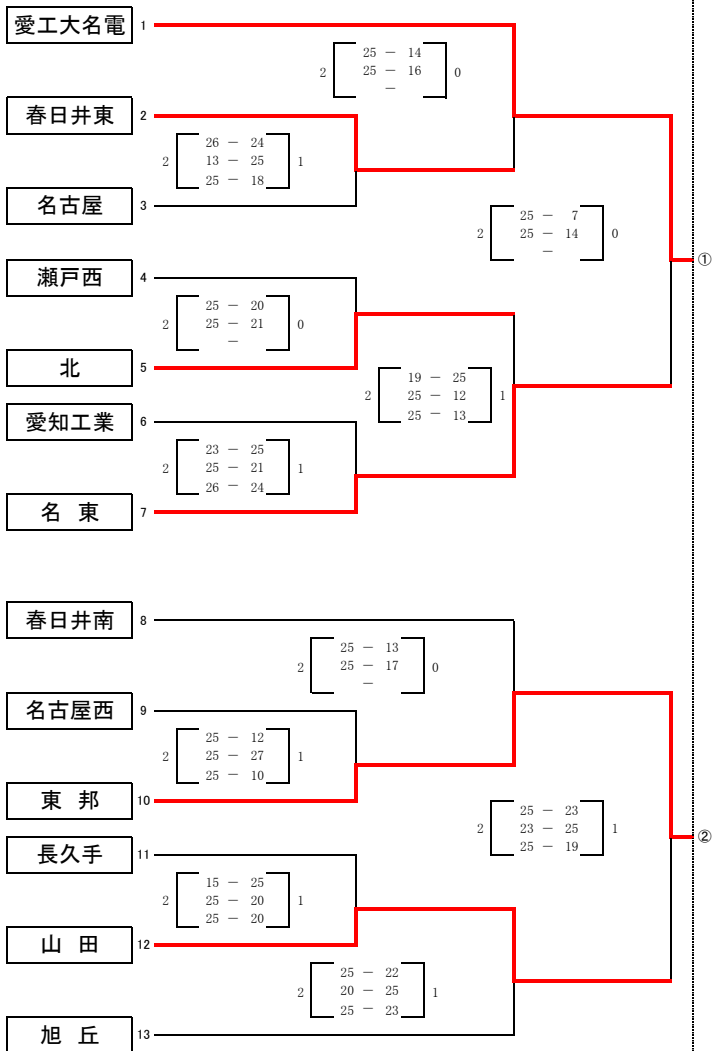 愛工大名電 1
25 － 14
2 25 － 16 0
－
春日井東 2
26 － 24
2 13 － 25 1
25 － 18
名古屋 3
25 － 7
2 25 － 14 0
－
①
瀬戸西 4
25 － 20
2 25 － 21 0
－
北 5
19 － 25
2 25 － 12 1
25 － 13
愛知工業 6
23 － 25
2 25 － 21 1
26 － 24
名 東 7
春日井南 8
25 － 13
2 25 － 17 0
－
名古屋西 9
25 － 12
2 25 － 27 1
25 － 10
東 邦 10
25 － 23
2 23 － 25 1
25 － 19
②
長久手 11
15 － 25
2 25 － 20 1
25 － 20
山 田 12
25 － 22
2 20 － 25 1
25 － 23
旭 丘 13